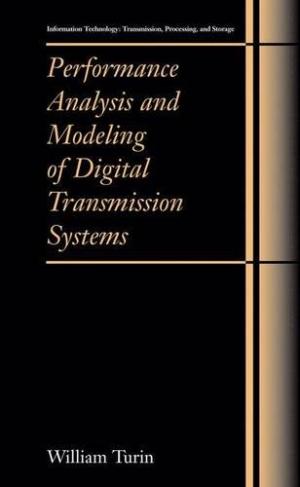 Information Technology: Transmission, Processing, and Storage
Performance
Analysis and
Modeling
of Digital
Transmission
Systems
William Turin